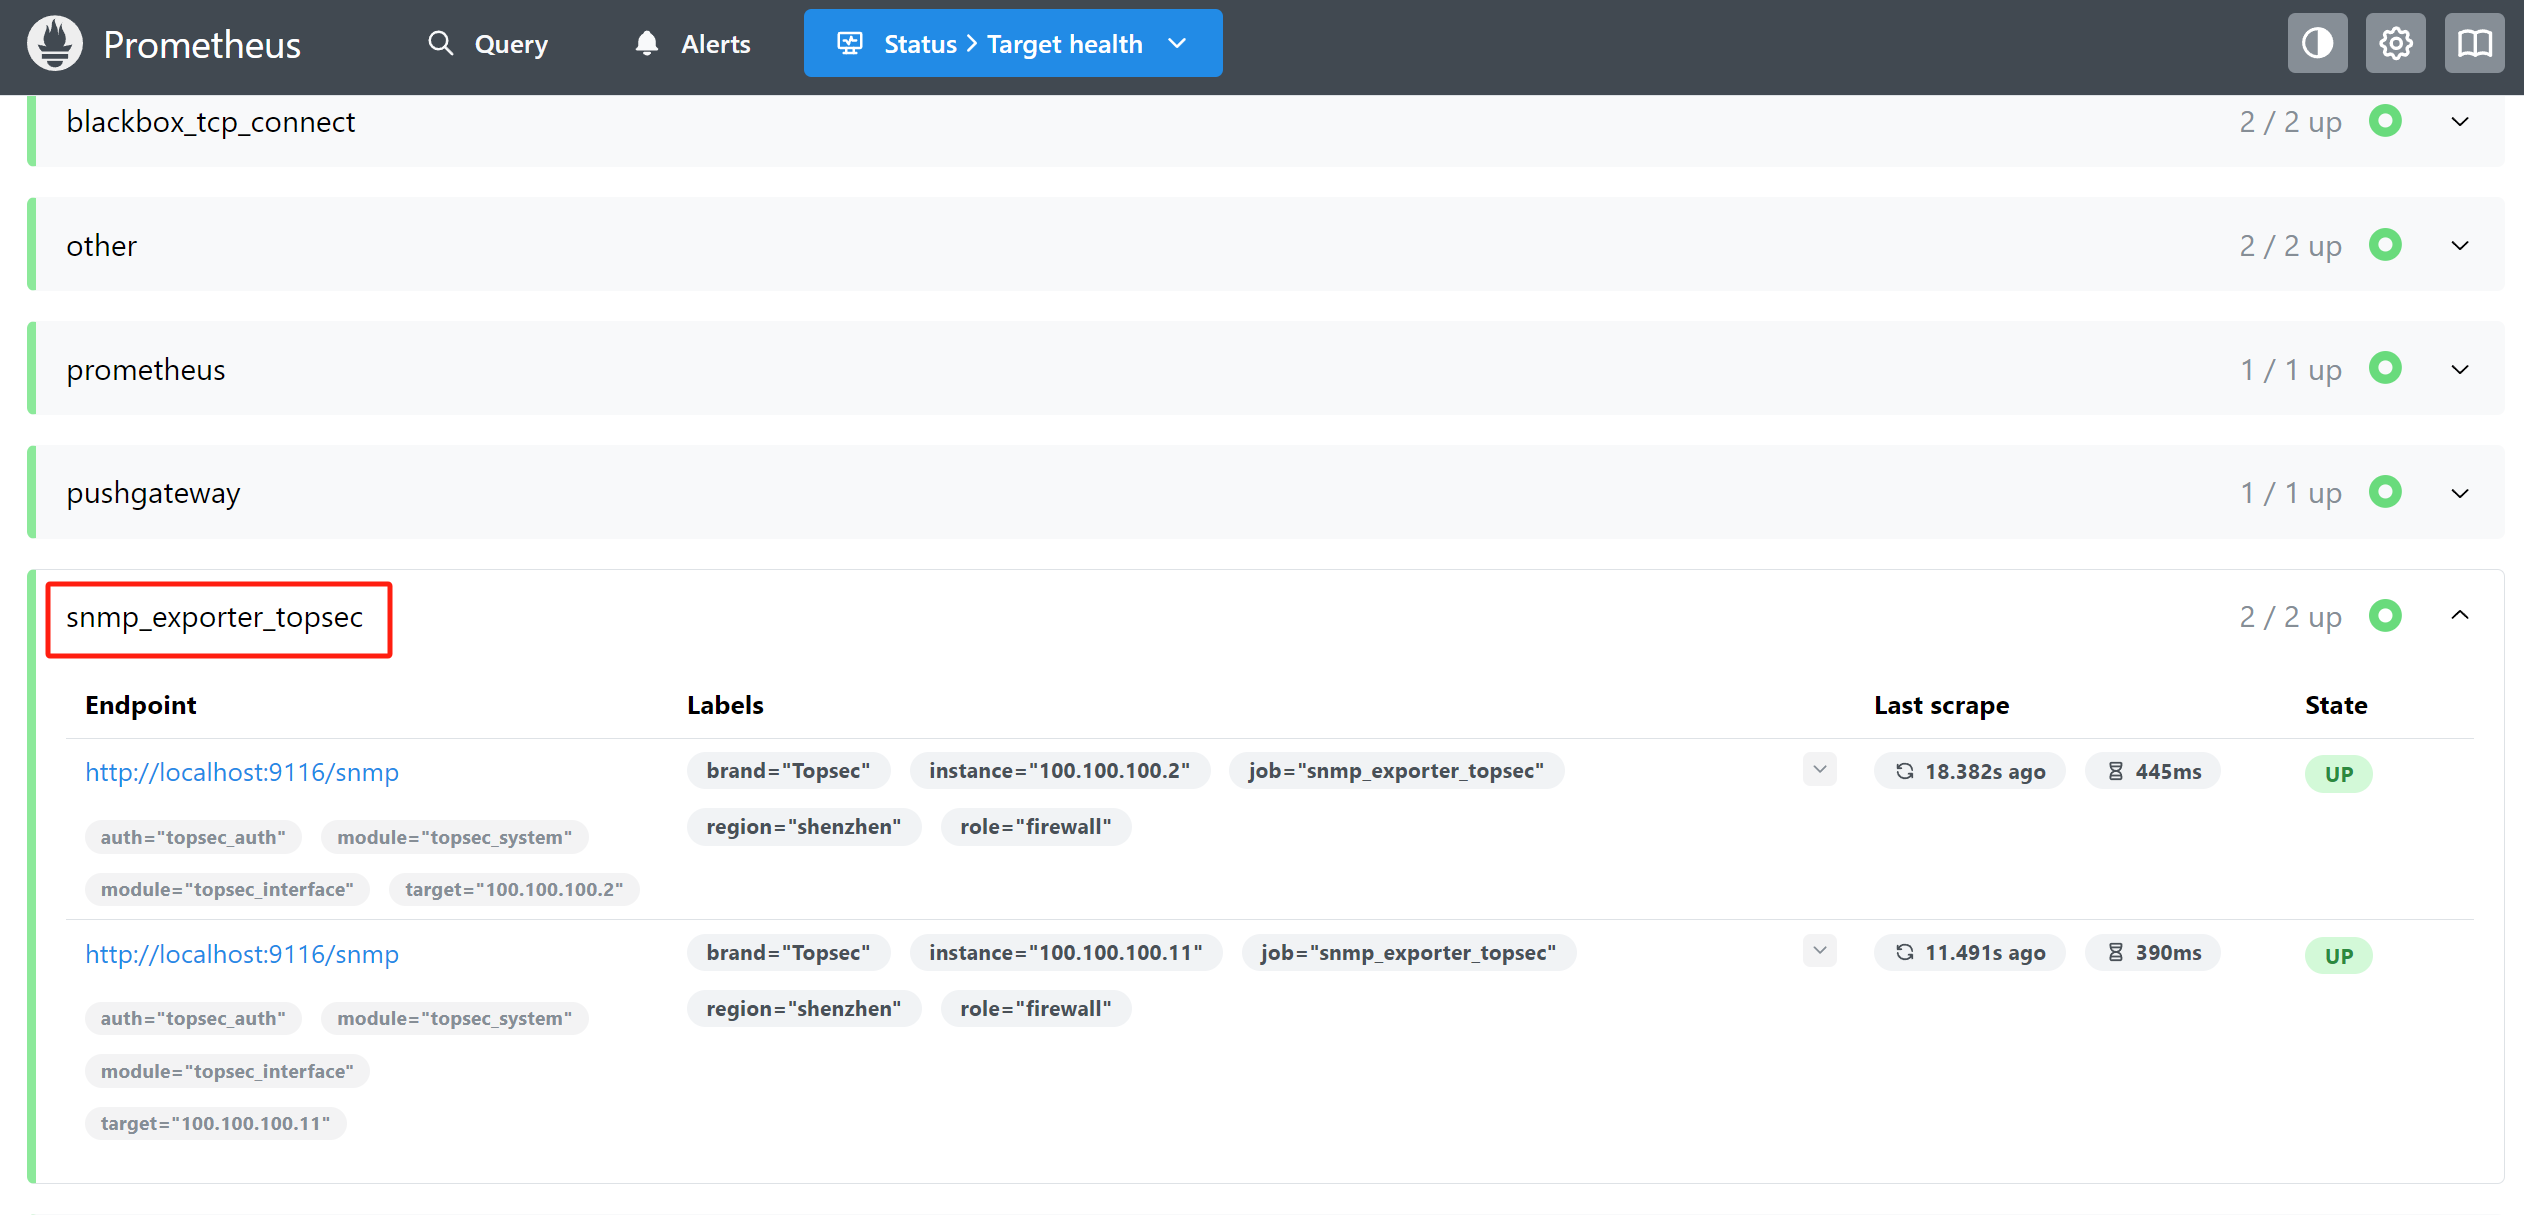 Prometheus Query Alerts Status > Target health
blackbox_tcp_connect 2 / 2 up
other 2 / 2 up
prometheus 1 / 1 up
pushgateway 1 / 1 up
snmp_exporter_topsec 2 / 2 up
Endpoint Labels Last scrape State
http://localhost:9116/snmp brand="Topsec" instance="100.100.100.2" job="snmp_exporter_topsec" 18.382s ago 445ms UP
region="shenzhen" role="firewall"
auth="topsec_auth" module="topsec_system"
module="topsec_interface" target="100.100.100.2"
http://localhost:9116/snmp brand="Topsec" instance="100.100.100.11" job="snmp_exporter_topsec" 11.491s ago 390ms UP
region="shenzhen" role="firewall"
auth="topsec_auth" module="topsec_system"
module="topsec_interface"
target="100.100.100.11"